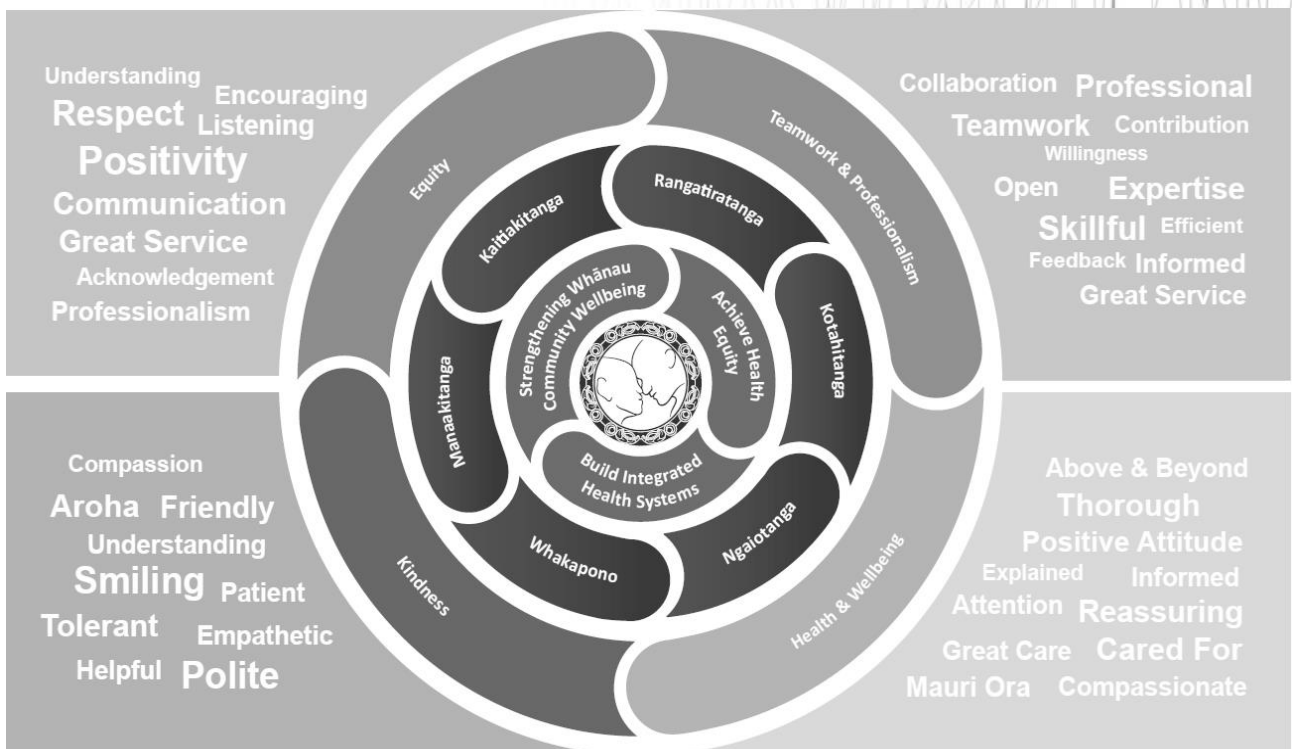 Understanding
Respect Encouraging
Listening
Positivity
Communication
Great Service
Acknowledgement
Professionalism
Collaboration Professional
Teamwork Contribution
Willingness
Open Expertise
Skillful Efficient
Feedback Informed
Great Service
Equity
Teamwork & Professionalism
Kaitiakitanga
Rangatiratanga
Strengthening Whānau
Community Wellbeing
Achieve Health
Equity
Kotahitanga
Manaakitanga
Build Integrated
Health Systems
Ngaiotanga
Whakapono
Kindness
Health & Wellbeing
Compassion
Aroha Friendly
Understanding
Smiling Patient
Tolerant Empathetic
Helpful Polite
Above & Beyond
Thorough
Positive Attitude
Explained Informed
Attention Reassuring
Great Care Cared For
Mauri Ora Compassionate